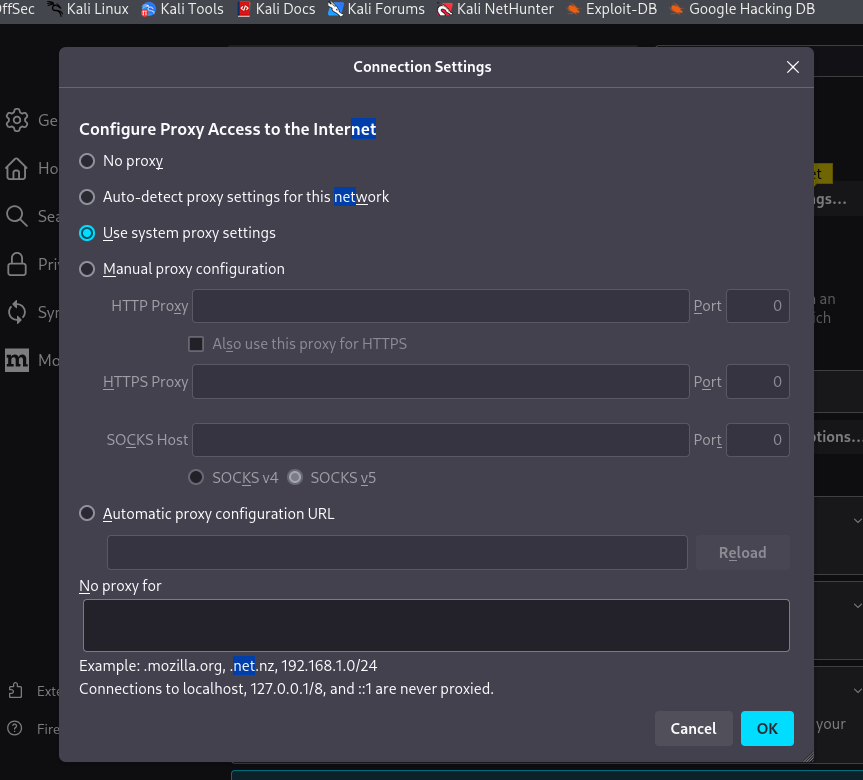 ffSec Kali Linux Kali Tools Kali Docs Kali Forums Kali NetHunter Exploit-DB Google Hacking DB
Connection Settings
Configure Proxy Access to the Internet
No proxy
Auto-detect proxy settings for this network
Use system proxy settings
Manual proxy configuration
HTTP Proxy Port 0
Also use this proxy for HTTPS
HTTPS Proxy Port 0
SOCKS Host Port 0
SOCKS v4 SOCKS v5
Automatic proxy configuration URL
Reload
No proxy for
Example: .mozilla.org, .net.nz, 192.168.1.0/24
Connections to localhost, 127.0.0.1/8, and ::1 are never proxied.
Cancel OK
Ge
Ho
Sea
Pri
Syn
m Mo
Exte
Fire
et
ngs...
an
ich
ptions...
your